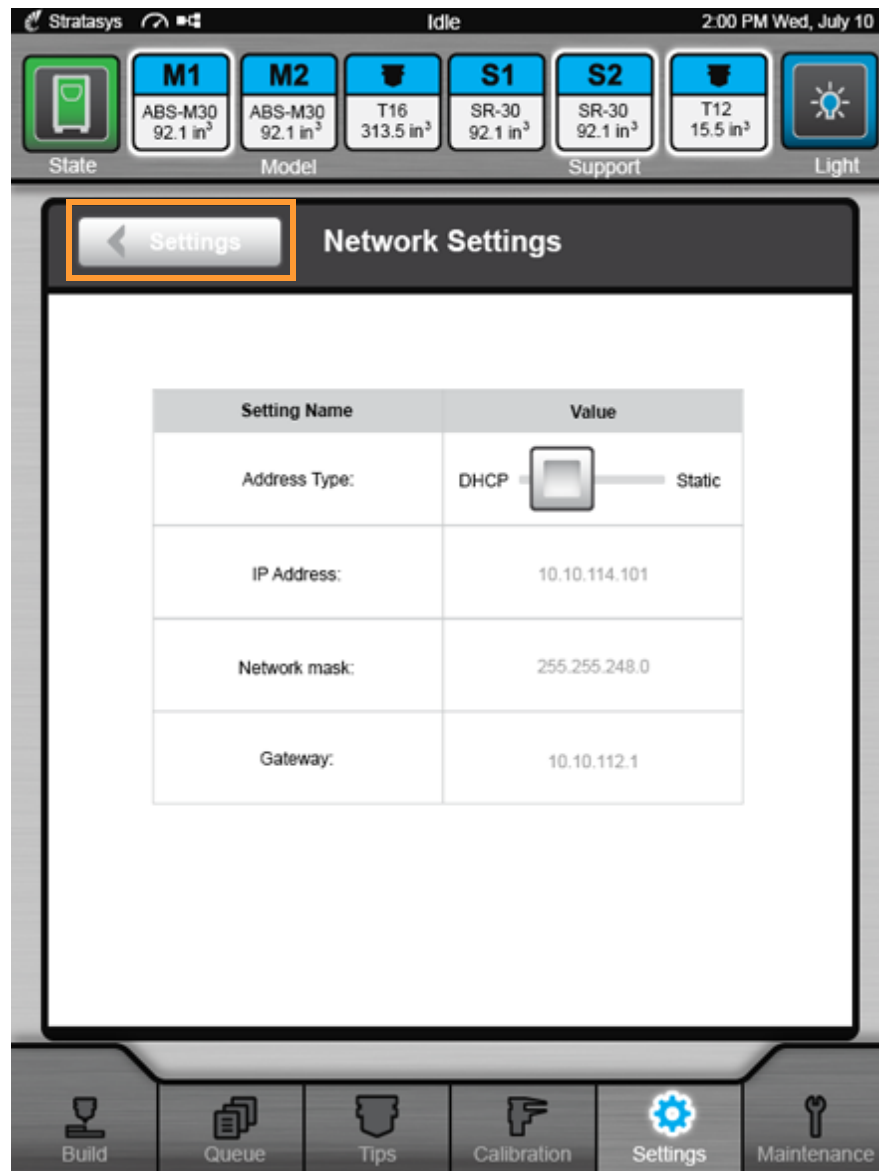 Stratasys Idle 2:00 PM Wed, July 10
M1 M2 S1 S2
ABS-M30 ABS-M30 T16 SR-30 SR-30 T12
92.1 in³ 92.1 in³ 313.5 in³ 92.1 in³ 92.1 in³ 15.5 in³
State Model Support Light
Settings Network Settings
Setting Name Value
Address Type: DHCP Static
IP Address: 10.10.114.101
Network mask: 255.255.248.0
Gateway: 10.10.112.1
Build Queue Tips Calibration Settings Maintenance